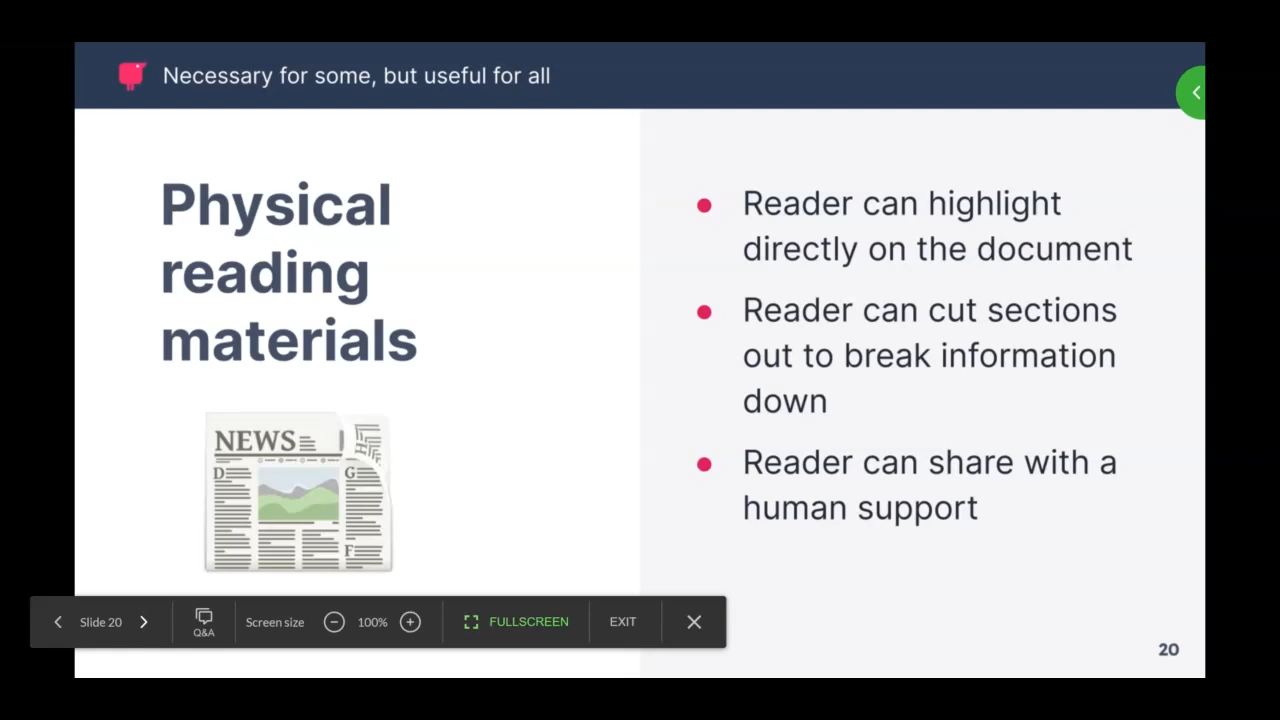 Necessary for some, but useful for all
Physical
reading
materials
NEWS
D
G
F
Reader can highlight
directly on the document
Reader can cut sections
out to break information
down
Reader can share with a
human support
Slide 20
Q&A
Screen size
100%
FULLSCREEN
EXIT
20